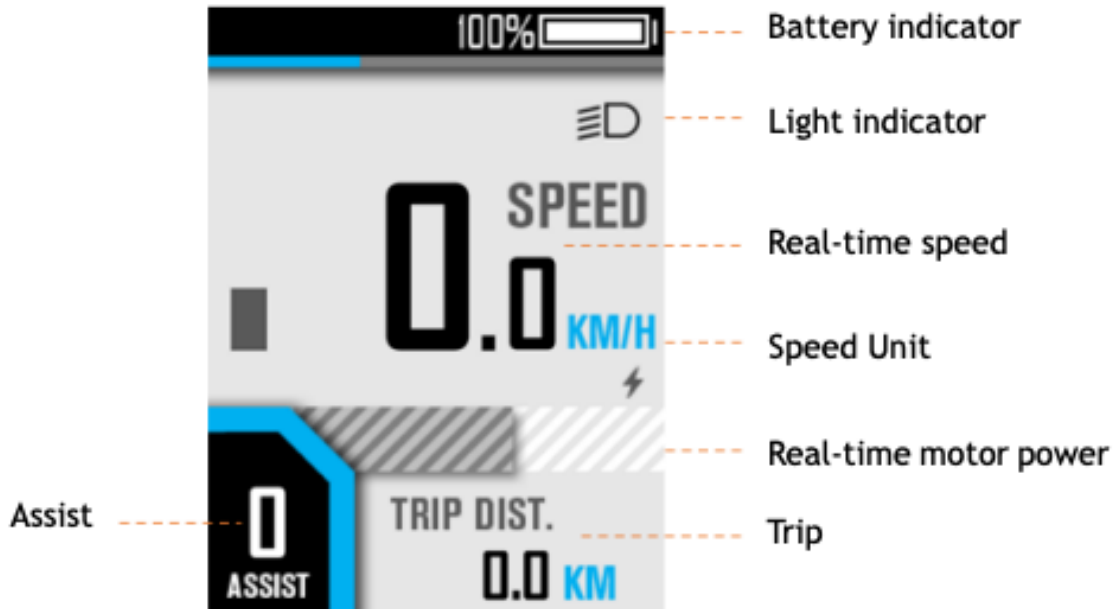 100%
Battery indicator
Light indicator
SPEED
Real-time speed
0.0 KM/H
Speed Unit
Real-time motor power
Assist
0
ASSIST
TRIP DIST.
Trip
0.0 KM